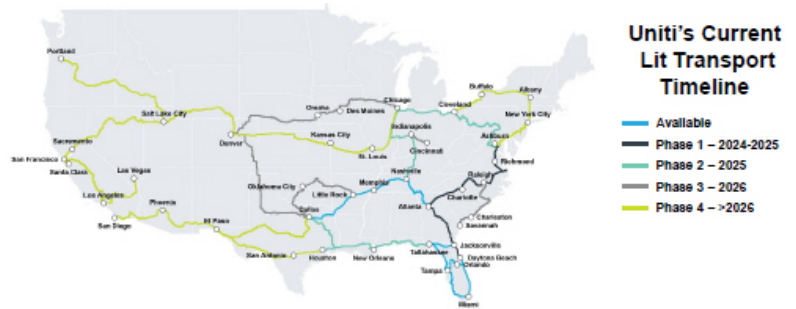 Uniti's Current
Lit Transport
Timeline
Available
Phase 1 – 2024-2025
Phase 2 – 2025
Phase 3 – 2026
Phase 4 – >2026
Portland
Salt Lake City
Sacramento
San Francisco
Santa Clara
Las Vegas
Los Angeles
San Diego
Phoenix
El Paso
Denver
Omaha
Des Moines
Chicago
Kansas City
St. Louis
Indianapolis
Cincinnati
Cleveland
Buffalo
Albany
New York City
Ashburn
Richmond
Raleigh
Charlotte
Nashville
Memphis
Little Rock
Oklahoma City
Dallas
Atlanta
Charleston
Savannah
San Antonio
Houston
New Orleans
Tallahassee
Jacksonville
Daytona Beach
Orlando
Tampa
Miami